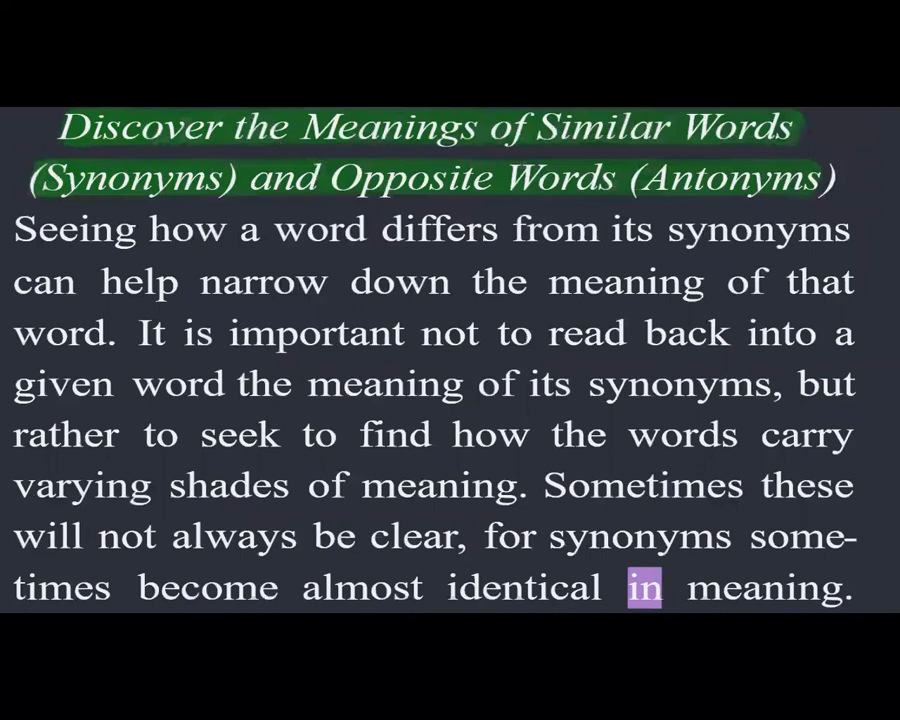 Discover the Meanings of Similar Words
(Synonyms) and Opposite Words (Antonyms)
Seeing how a word differs from its synonyms
can help narrow down the meaning of that
word. It is important not to read back into a
given word the meaning of its synonyms, but
rather to seek to find how the words carry
varying shades of meaning. Sometimes these
will not always be clear, for synonyms some-
times become almost identical in meaning.